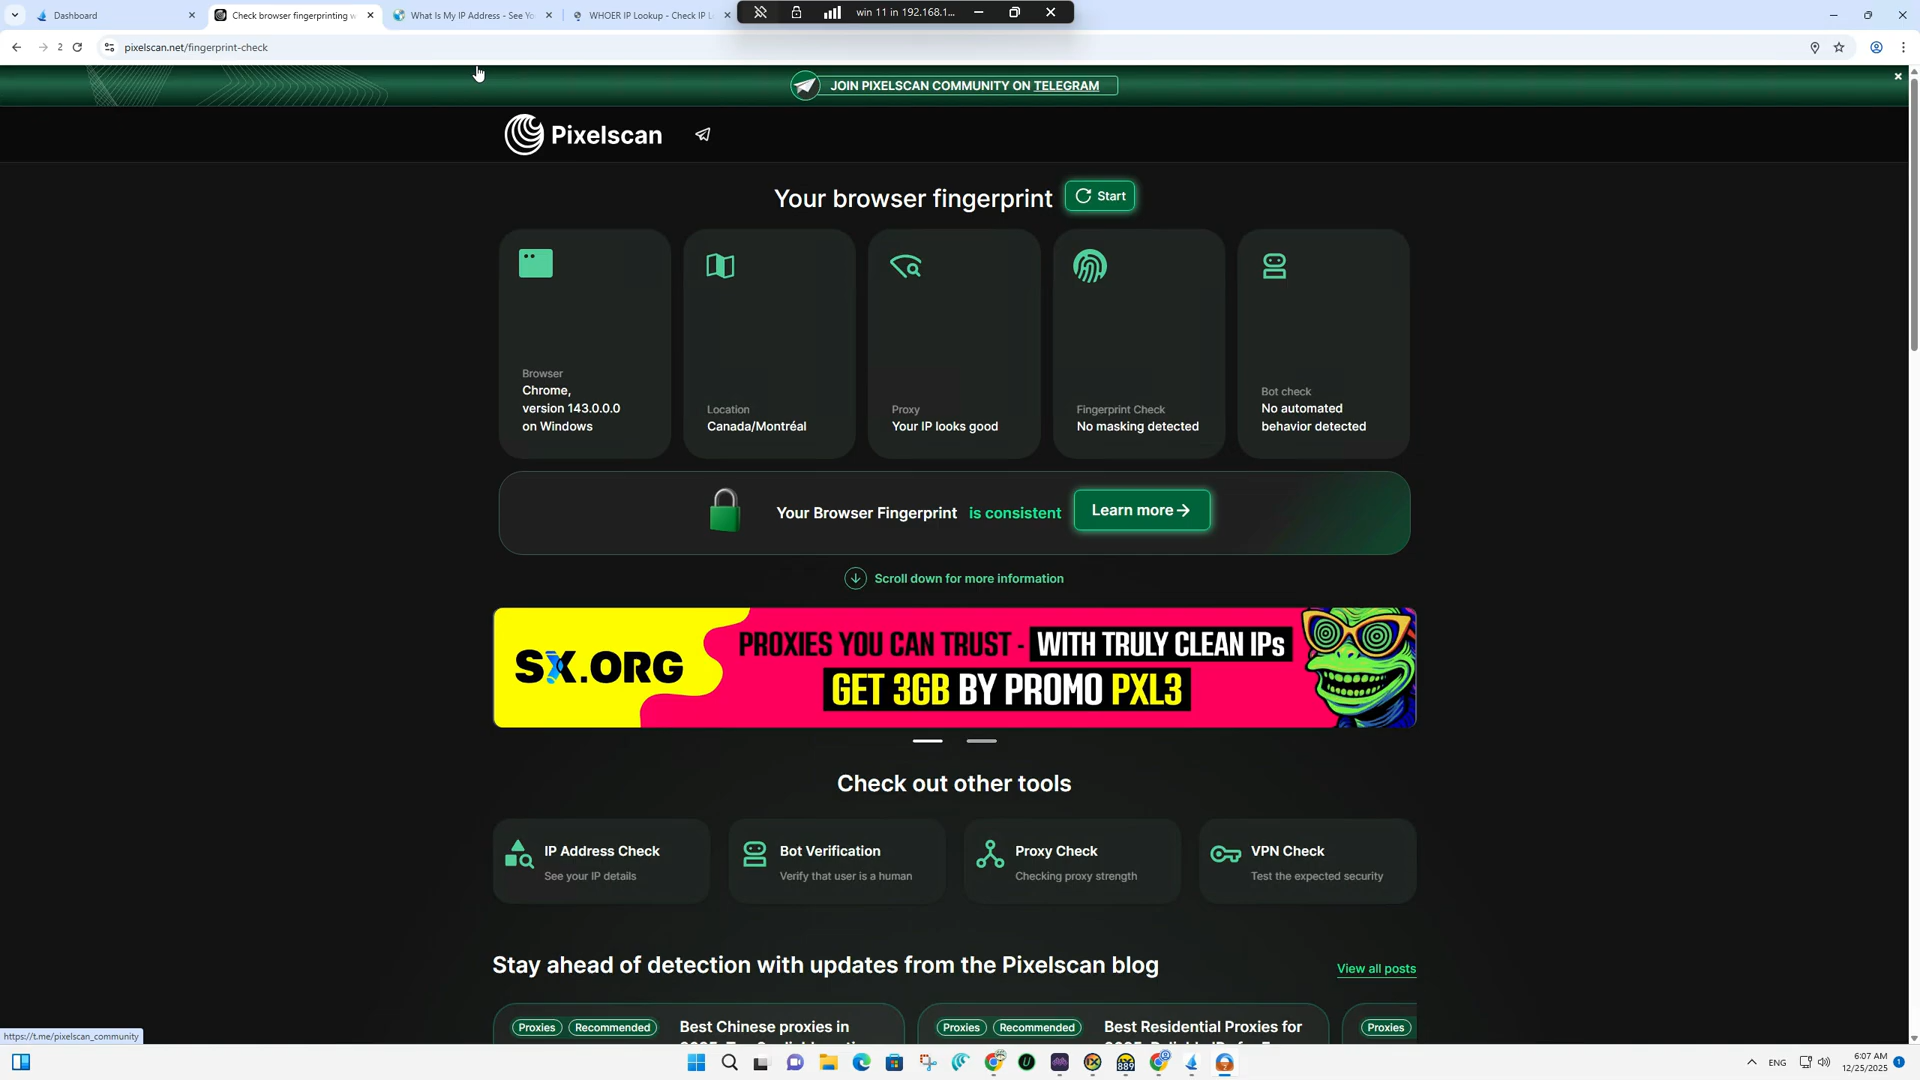 Dashboard
Check browser fingerprinting w
What Is My IP Address - See Yo
WHOER IP Lookup - Check IP L
win 11 in 192.168.1...
2
pixelscan.net/fingerprint-check
JOIN PIXELSCAN COMMUNITY ON TELEGRAM
Pixelscan
Your browser fingerprint
Start
Browser
Chrome,
version 143.0.0.0
on Windows
Location
Canada/Montréal
Proxy
Your IP looks good
Fingerprint Check
No masking detected
Bot check
No automated
behavior detected
Your Browser Fingerprint is consistent
Learn more
Scroll down for more information
SX.ORG
PROXIES YOU CAN TRUST - WITH TRULY CLEAN IPs
GET 3GB BY PROMO PXL3
Check out other tools
IP Address Check
See your IP details
Bot Verification
Verify that user is a human
Proxy Check
Checking proxy strength
VPN Check
Test the expected security
Stay ahead of detection with updates from the Pixelscan blog
View all posts
Proxies
Recommended
Best Chinese proxies in
Proxies
Recommended
Best Residential Proxies for
Proxies
https://t.me/pixelscan_community
889
ENG
6:07 AM
12/25/2025
1